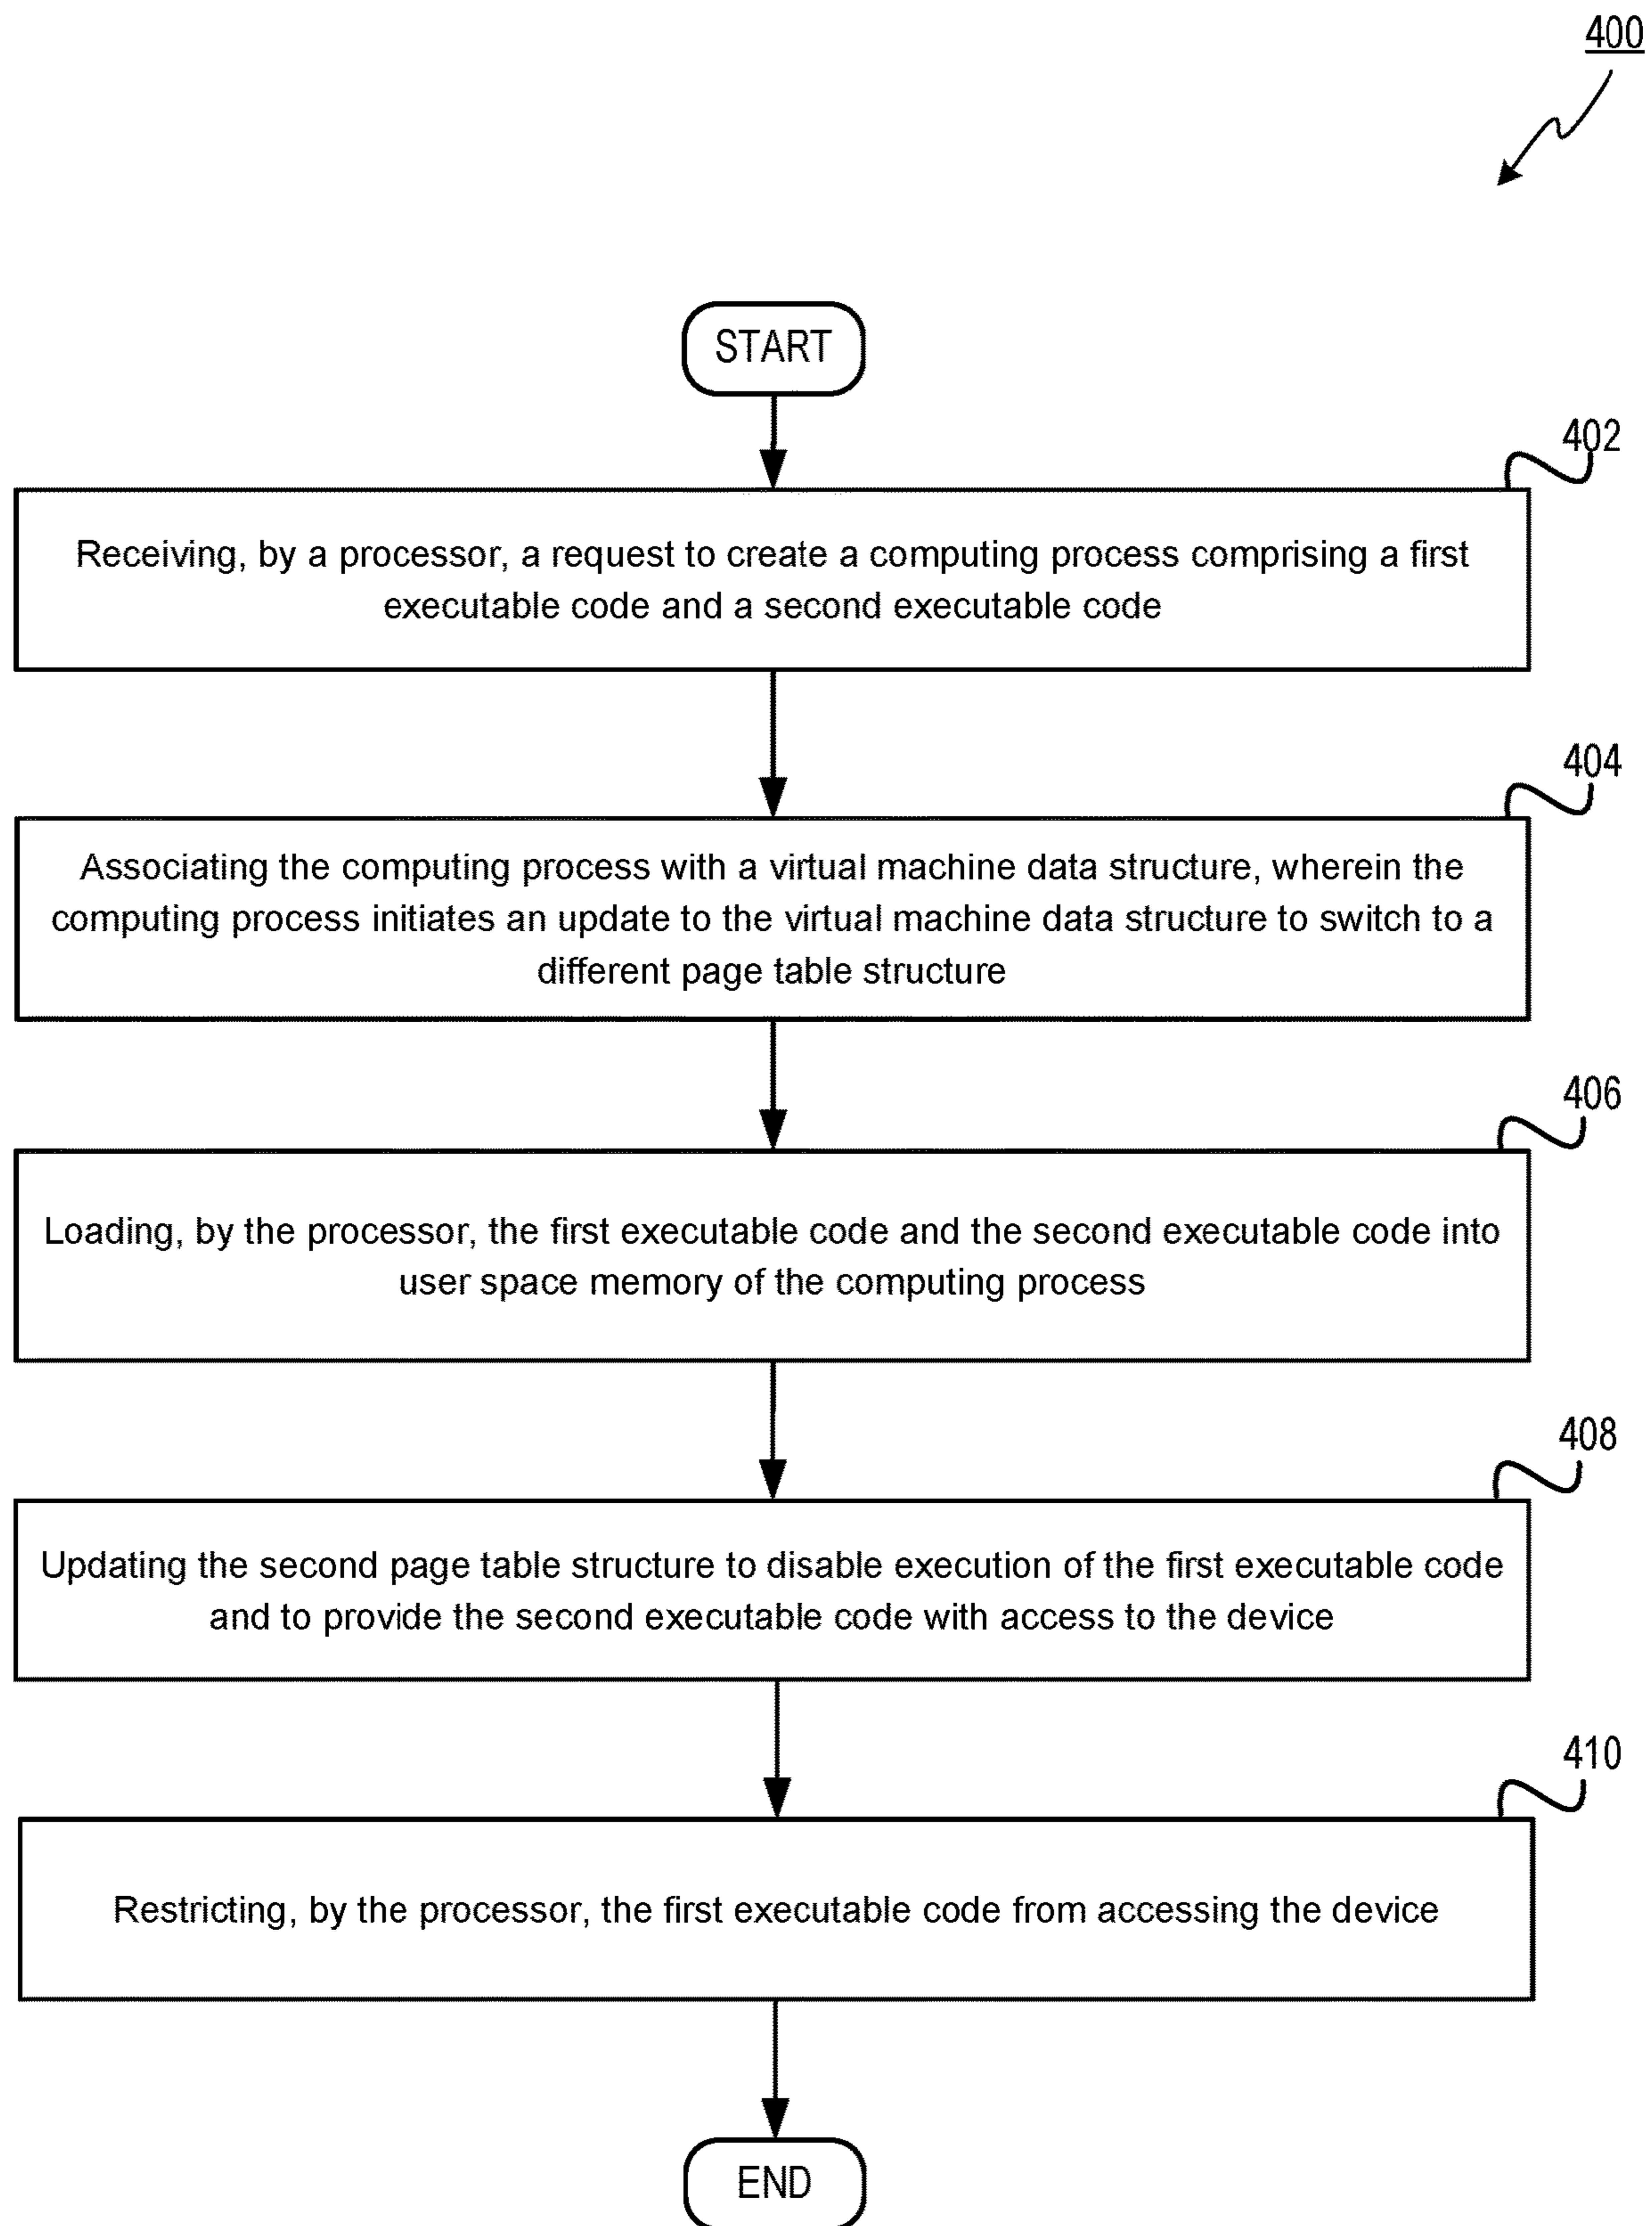 400
START
402
Receiving, by a processor, a request to create a computing process comprising a first
executable code and a second executable code
404
Associating the computing process with a virtual machine data structure, wherein the
computing process initiates an update to the virtual machine data structure to switch to a
different page table structure
406
Loading, by the processor, the first executable code and the second executable code into
user space memory of the computing process
408
Updating the second page table structure to disable execution of the first executable code
and to provide the second executable code with access to the device
410
Restricting, by the processor, the first executable code from accessing the device
END